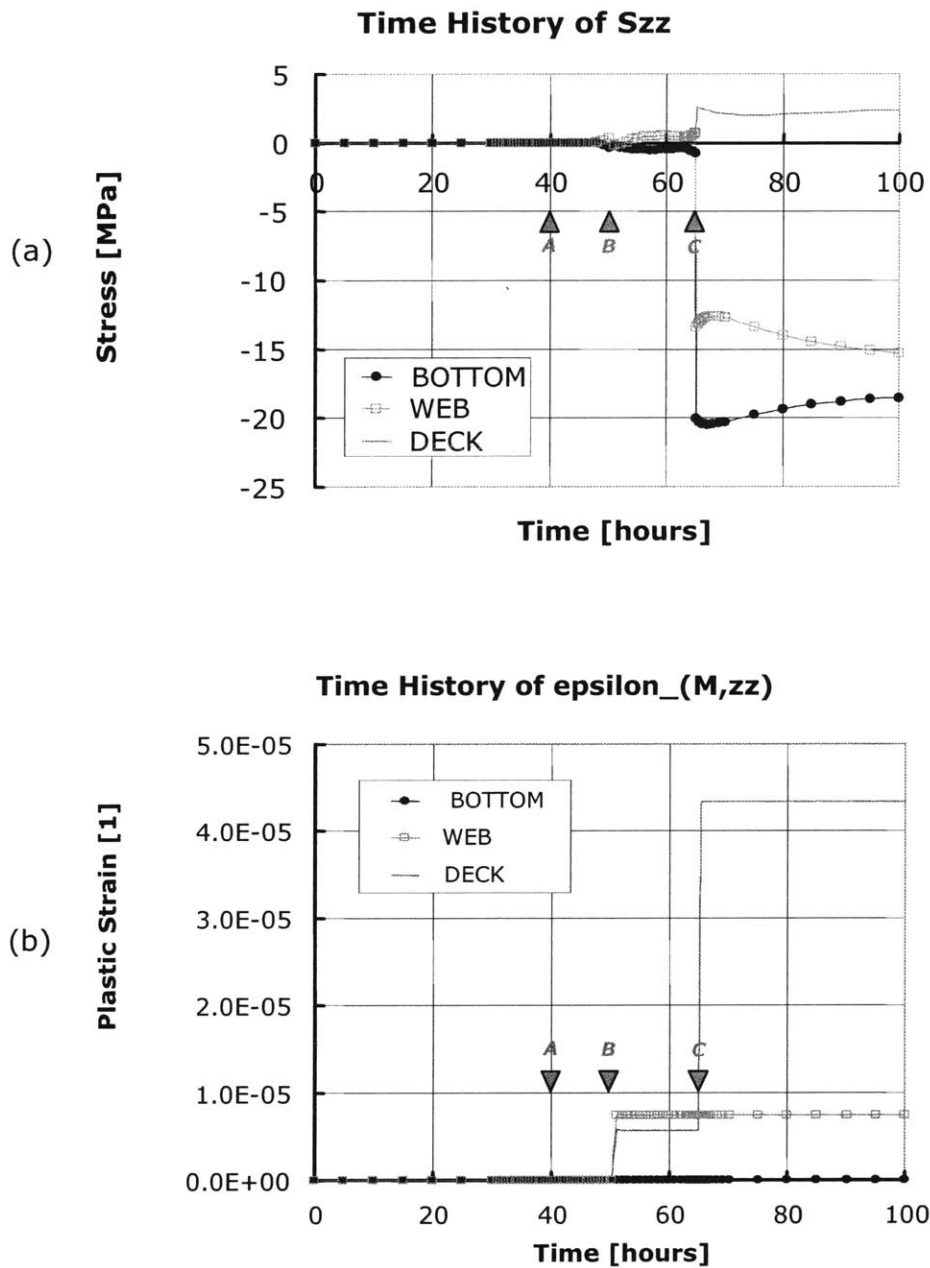 Time History of Szz
5
0
0 20 40 60 80 100
-5
A B C
-10
-15
-20
-25
(a)
Stress [MPa]
BOTTOM
WEB
DECK
Time [hours]
Time History of epsilon_(M,zz)
5.0E-05
4.0E-05
3.0E-05
2.0E-05
1.0E-05
0.0E+00
(b)
Plastic Strain [1]
BOTTOM
WEB
DECK
A B C
0 20 40 60 80 100
Time [hours]